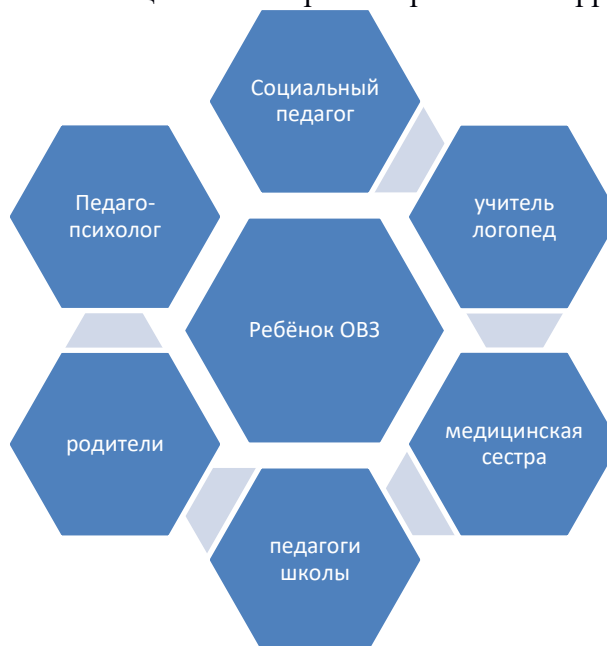 Социальный
педагог
Педаго-
психолог
учитель
логопед
Ребёнок ОВЗ
родители
медицинская
сестра
педагоги
школы